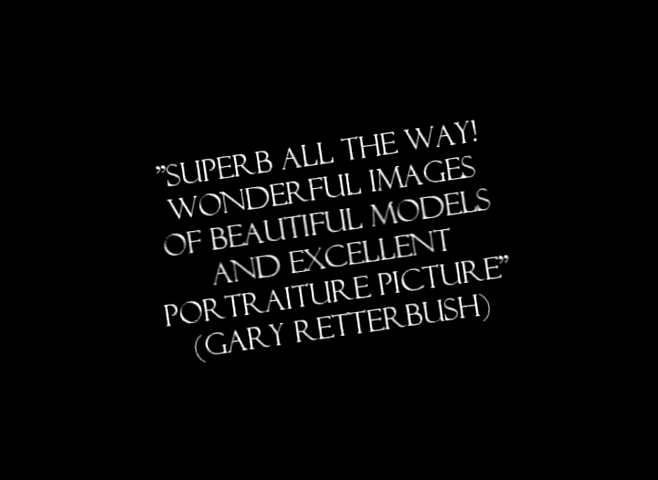 ”SUPERB ALL THE WAY!
WONDERFUL IMAGES
OF BEAUTIFUL MODELS
AND EXCELLENT
PORTRAITURE PICTURE”
(GARY RETTERBUSH)